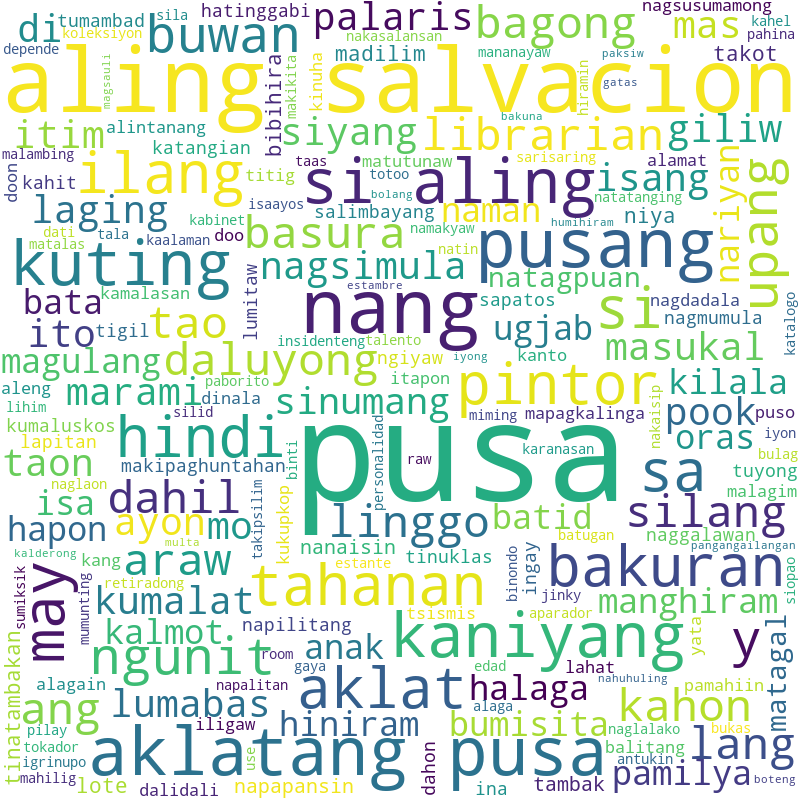 di tumambad sila hatinggabi palaris bagong mas nagsusumamong kahel pahina
depende koleksiyon buwan nakasalansan madilim mananayaw paksiw takot
aling salvacion
magsauli makikita kinuha hiramin gatas
itim alintanang bibihira siyang bakuna librarian giliw
malambing katangian titig taas matutunaw sarisaring alamat
doon kahit ilang si aling isang natatanging nariyan upang
laging isaayos totoo bolang salimbayang naman niya
dati tala kabinet doo basura namakyaw humihiram
matalas kaalaman natin pusang
kuting lumitaw nagsimula natagpuan
kamalasan estambre nang sapatos si nagdadala katalogo
bata tigil insidenteng talento ugjab nagmumula
ito tao ngiyaw iyong kanto masukal
magulang daluyong itapon pintor kilala
aleng marami paborito dinala sinumang miming mapagkalinga nakaisip pook puso
lihim kumaluskos silid hindi pusa oras iyon
lapitan personalidad raw karanasan bulag
taon makipaghuntahan binti sa tuyong
naglaon isa dahil takipsilim kukupkop linggo batid silang malagim
hapon ayon mo nanaisin tinuklas naggalawan batugan
multa araw estante binondo ingay bakuran pangangailangan
kalderong kang tahanan jinky siopao
sumiksik may mumunting retiradong kumalat tsismis aparador manghiram
kalmot napilitang anak kaniyang yata y matagal
tinatambakan ngunit room gaya edad lahat nahuhuling
alagain napalitan aklat halaga pamahiin
ang lumabas iligaw hiniram alaga bumisita kahon bukas
pilay naglalako
tokador aklatang pusa balitang lang
igrinupo use dahon antukin
mahilig lote dalidali napapansin ina tambak pamilya boteng